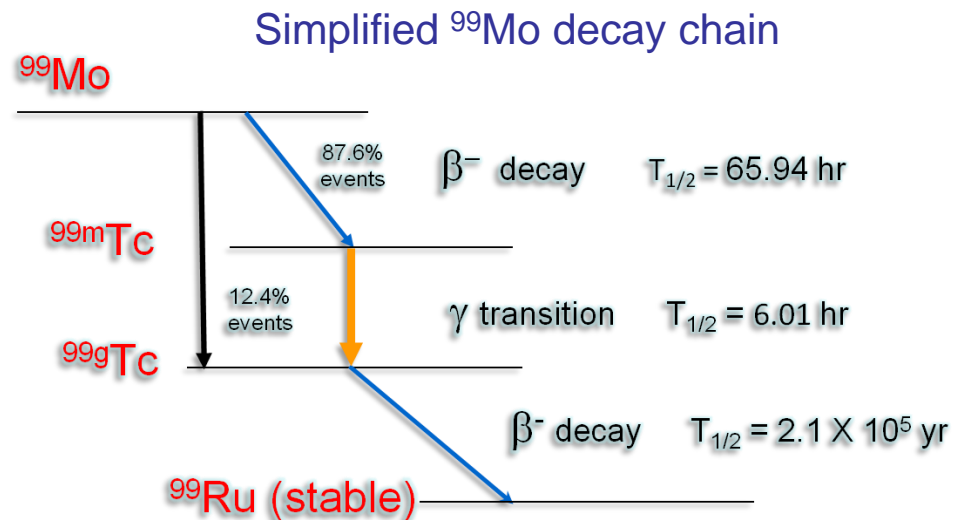 Simplified ⁹⁹Mo decay chain
⁹⁹Mo
87.6%
events
β⁻ decay T₁/₂ = 65.94 hr
⁹⁹ᵐTc
12.4%
events
γ transition T₁/₂ = 6.01 hr
⁹⁹ᵍTc
β⁻ decay T₁/₂ = 2.1 X 10⁵ yr
⁹⁹Ru (stable)